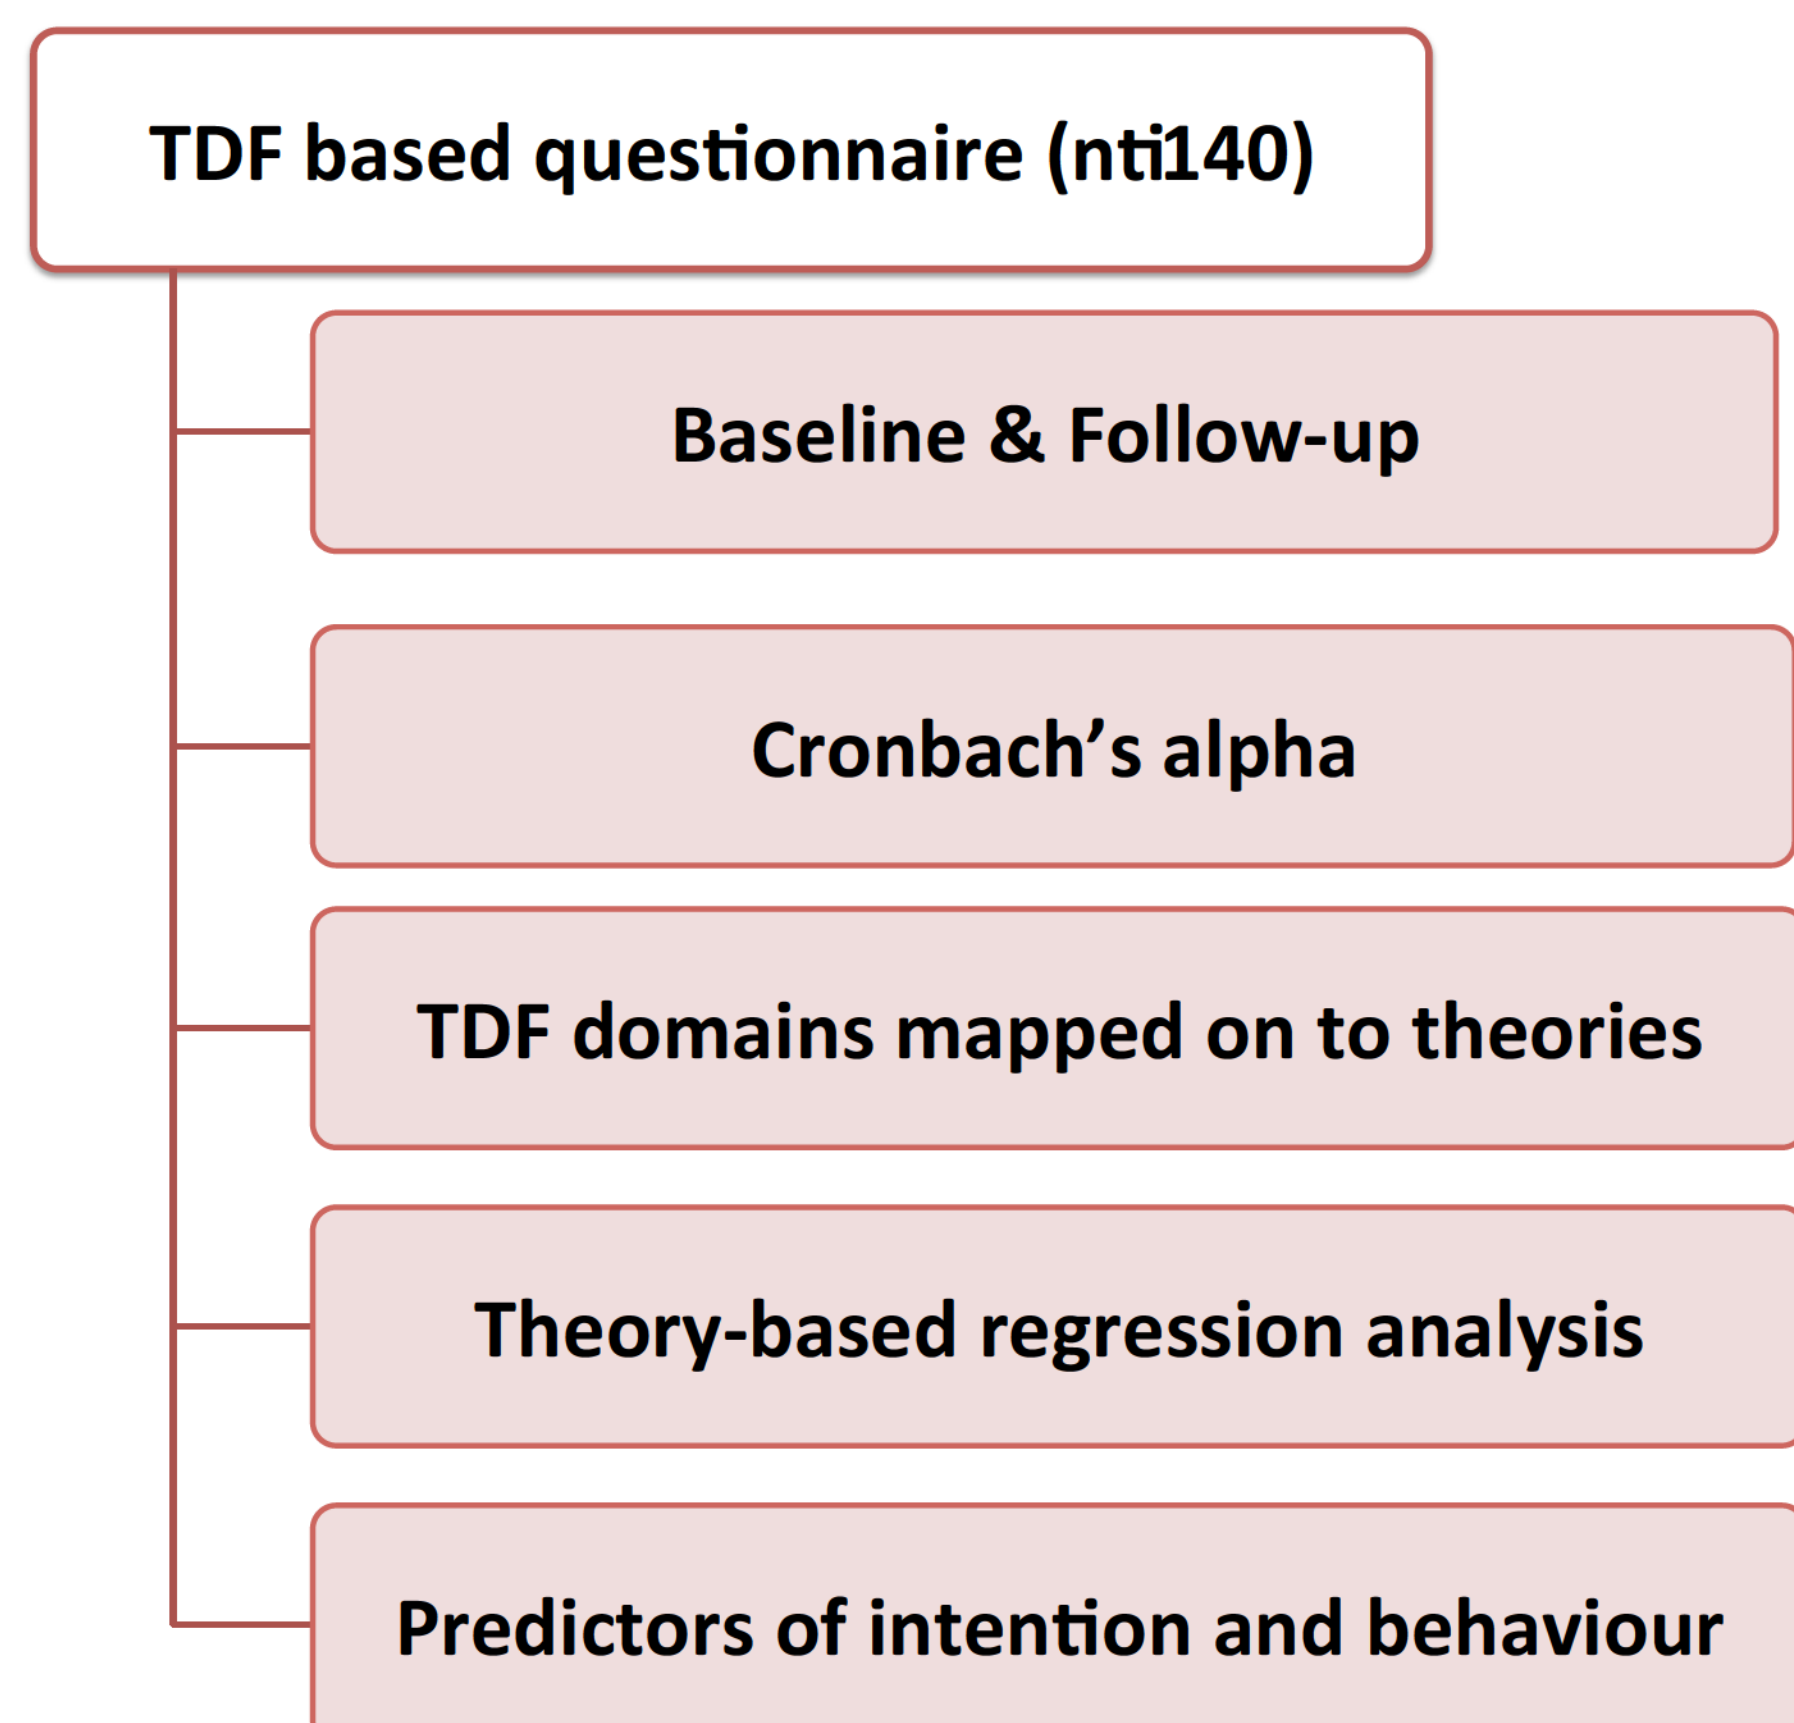 TDF based questionnaire (nti140)
Baseline & Follow-up
Cronbach’s alpha
TDF domains mapped on to theories
Theory-based regression analysis
Predictors of intention and behaviour